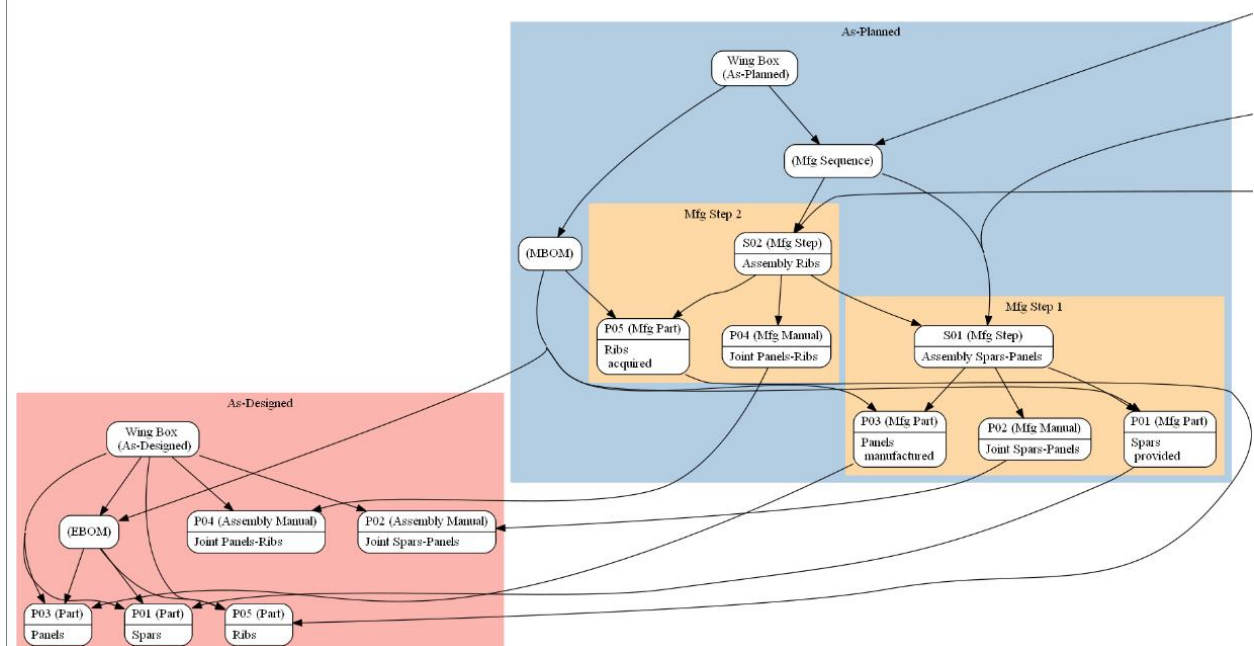 As-Planned
Wing Box
(As-Planned)
(Mfg Sequence)
Mfg Step 2
(MBOM)
S02 (Mfg Step)
Assembly Ribs
Mfg Step 1
P05 (Mfg Part)
Ribs
acquired
P04 (Mfg Manual)
Joint Panels-Ribs
S01 (Mfg Step)
Assembly Spars-Panels
P03 (Mfg Part)
Panels
manufactured
P02 (Mfg Manual)
Joint Spars-Panels
P01 (Mfg Part)
Spars
provided
As-Designed
Wing Box
(As-Designed)
(EBOM)
P04 (Assembly Manual)
Joint Panels-Ribs
P02 (Assembly Manual)
Joint Spars-Panels
P03 (Part)
Panels
P01 (Part)
Spars
P05 (Part)
Ribs